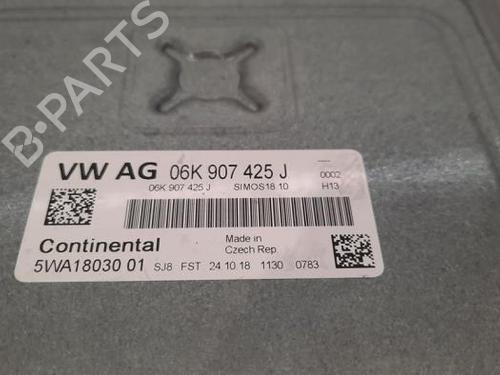 B-PARTS
VW AG 06K 907 425 J
06K 907 425 J SIMOS18 10
0002
H13
Continental
Made in
Czech Rep.
5WA18030 01 SJ8 FST 24 10 18 1130 0783